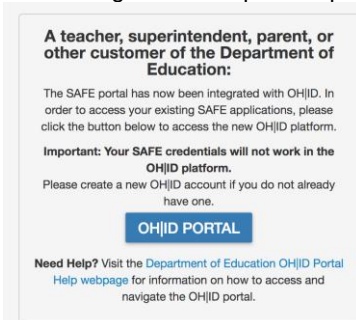 A teacher, superintendent, parent, or
other customer of the Department of
Education:
The SAFE portal has now been integrated with OH|ID. In
order to access your existing SAFE applications, please
click the button below to access the new OH|ID platform.
Important: Your SAFE credentials will not work in the
OH|ID platform.
Please create a new OH|ID account if you do not already
have one.
OH|ID PORTAL
Need Help? Visit the Department of Education OH|ID Portal
Help webpage for information on how to access and
navigate the OH|ID portal.